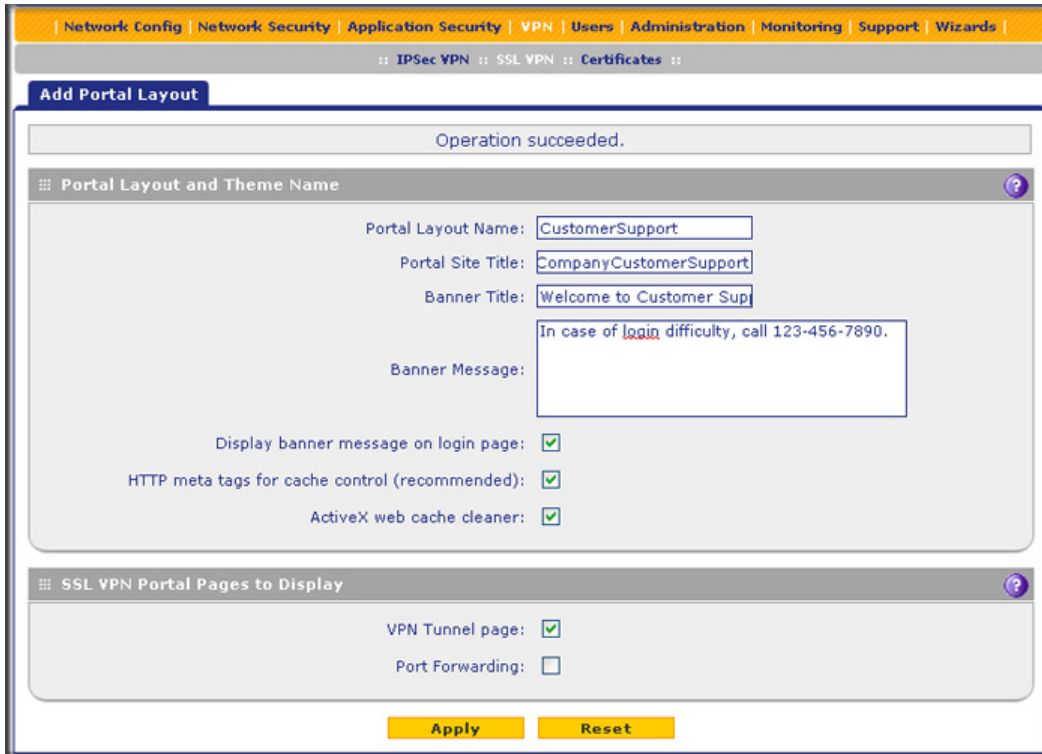 | Network Config | Network Security | Application Security | VPN | Users | Administration | Monitoring | Support | Wizards |
:: IPSec VPN :: SSL VPN :: Certificates ::
Add Portal Layout
Operation succeeded.
Portal Layout and Theme Name
?
Portal Layout Name: CustomerSupport
Portal Site Title: CompanyCustomerSupport
Banner Title: Welcome to Customer Sup
Banner Message: In case of login difficulty, call 123-456-7890.
Display banner message on login page:
HTTP meta tags for cache control (recommended):
ActiveX web cache cleaner:
SSL VPN Portal Pages to Display
?
VPN Tunnel page:
Port Forwarding:
Apply Reset